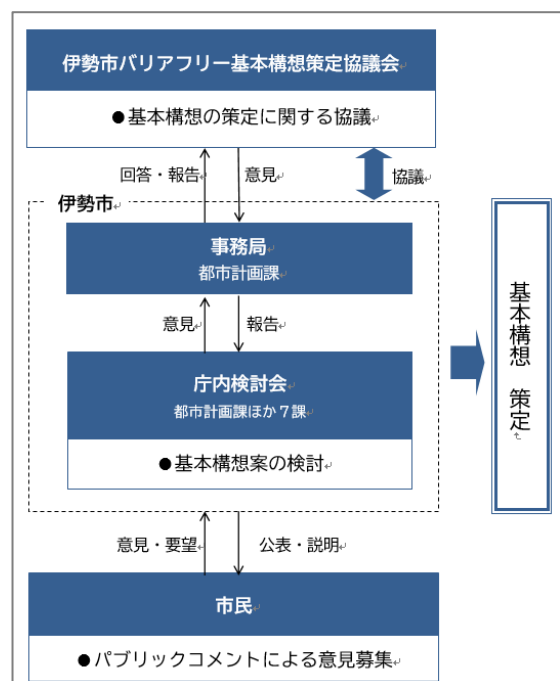 伊勢市バリアフリー基本構想策定協議会
●基本構想の策定に関する協議
回答・報告
意見
協議
伊勢市
事務局
都市計画課
意見
報告
庁内検討会
都市計画課ほか7課
●基本構想案の検討
基本構想 策定
意見・要望
公表・説明
市民
●パブリックコメントによる意見募集